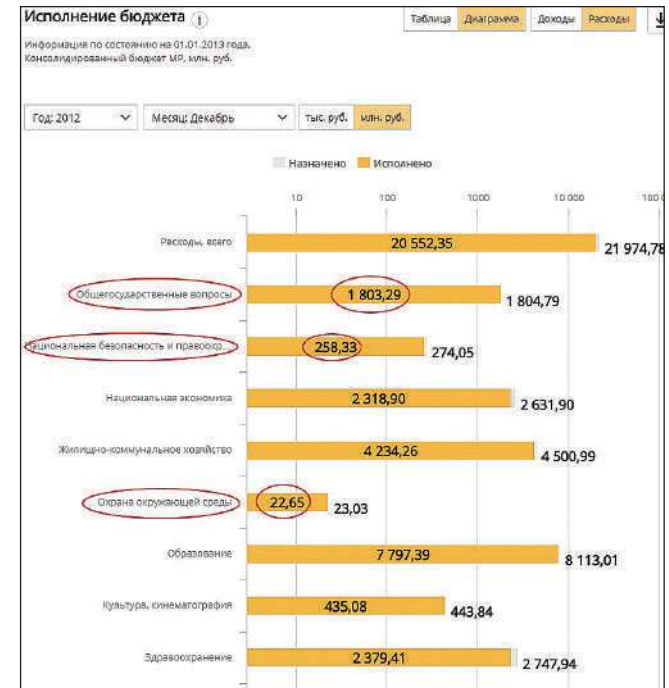 Исполнение бюджета i
Таблица Диаграмма Доходы Расходы
Информация по состоянию на 01.01.2013 года.
Консолидированный бюджет МР, млн. руб.
Год: 2012 Месяц: Декабрь тыс. руб. млн. руб.
Назначено Исполнено
10 100 1000 10 000 100 0
Расходы, всего 20 552,35 21 974,78
Общегосударственные вопросы 1 803,29 1 804,79
Национальная безопасность и правоохр... 258,33 274,05
Национальная экономика 2 318,90 2 631,90
Жилищно-коммунальное хозяйство 4 234,26 4 500,99
Охрана окружающей среды 22,65 23,03
Образование 7 797,39 8 113,01
Культура, кинематография 435,08 443,84
Здравоохранение 2 379,41 2 747,94